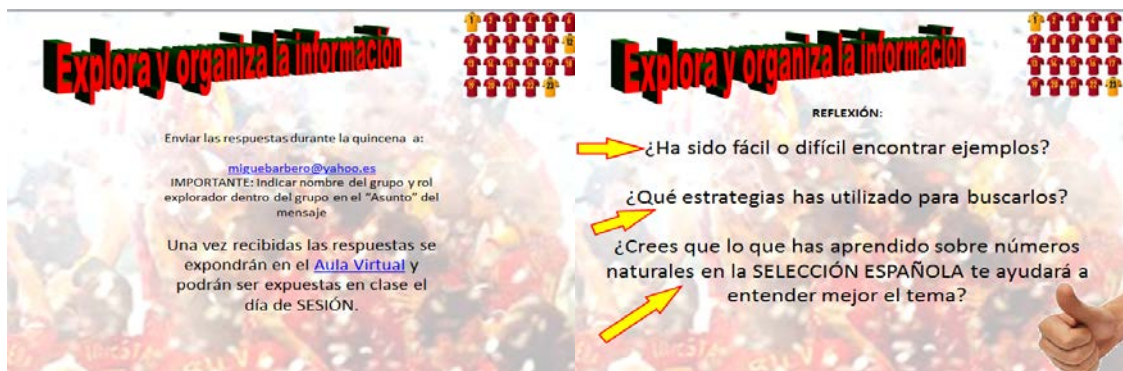 Explora y organiza la información
Enviar las respuestas durante la quincena a:
miguebarbero@yahoo.es
IMPORTANTE: Indicar nombre del grupo y rol
explorador dentro del grupo en el "Asunto" del
mensaje
Una vez recibidas las respuestas se
expondrán en el Aula Virtual y
podrán ser expuestas en clase el
día de SESIÓN.
Explora y organiza la información
REFLEXIÓN:
¿Ha sido fácil o difícil encontrar ejemplos?
¿Qué estrategias has utilizado para buscarlos?
¿Crees que lo que has aprendido sobre números
naturales en la SELECCIÓN ESPAÑOLA te ayudará a
entender mejor el tema?